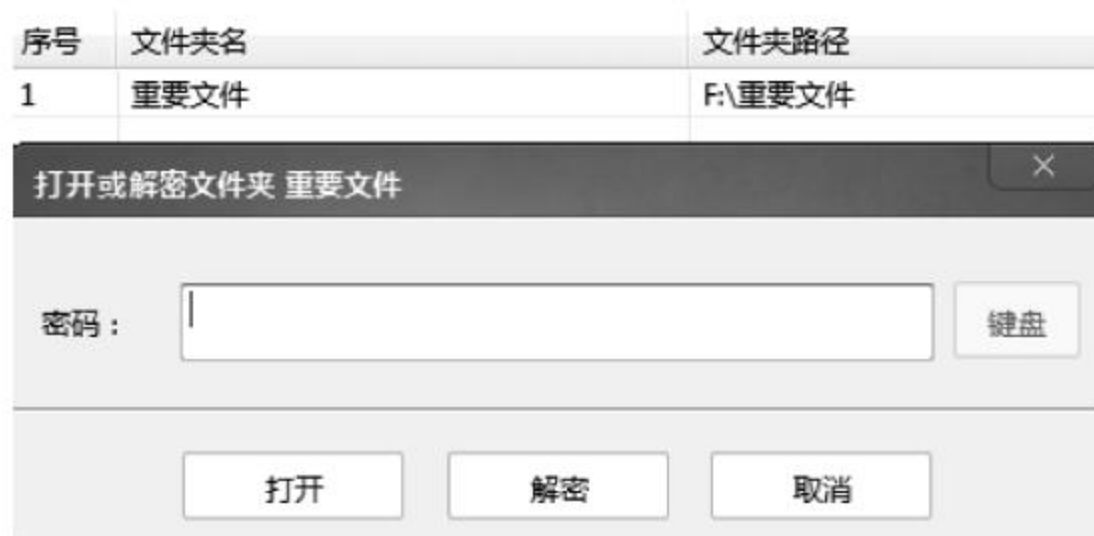 序号 文件夹名 文件夹路径
1 重要文件 F:\重要文件
打开或解密文件夹 重要文件
密码：
键盘
打开 解密 取消